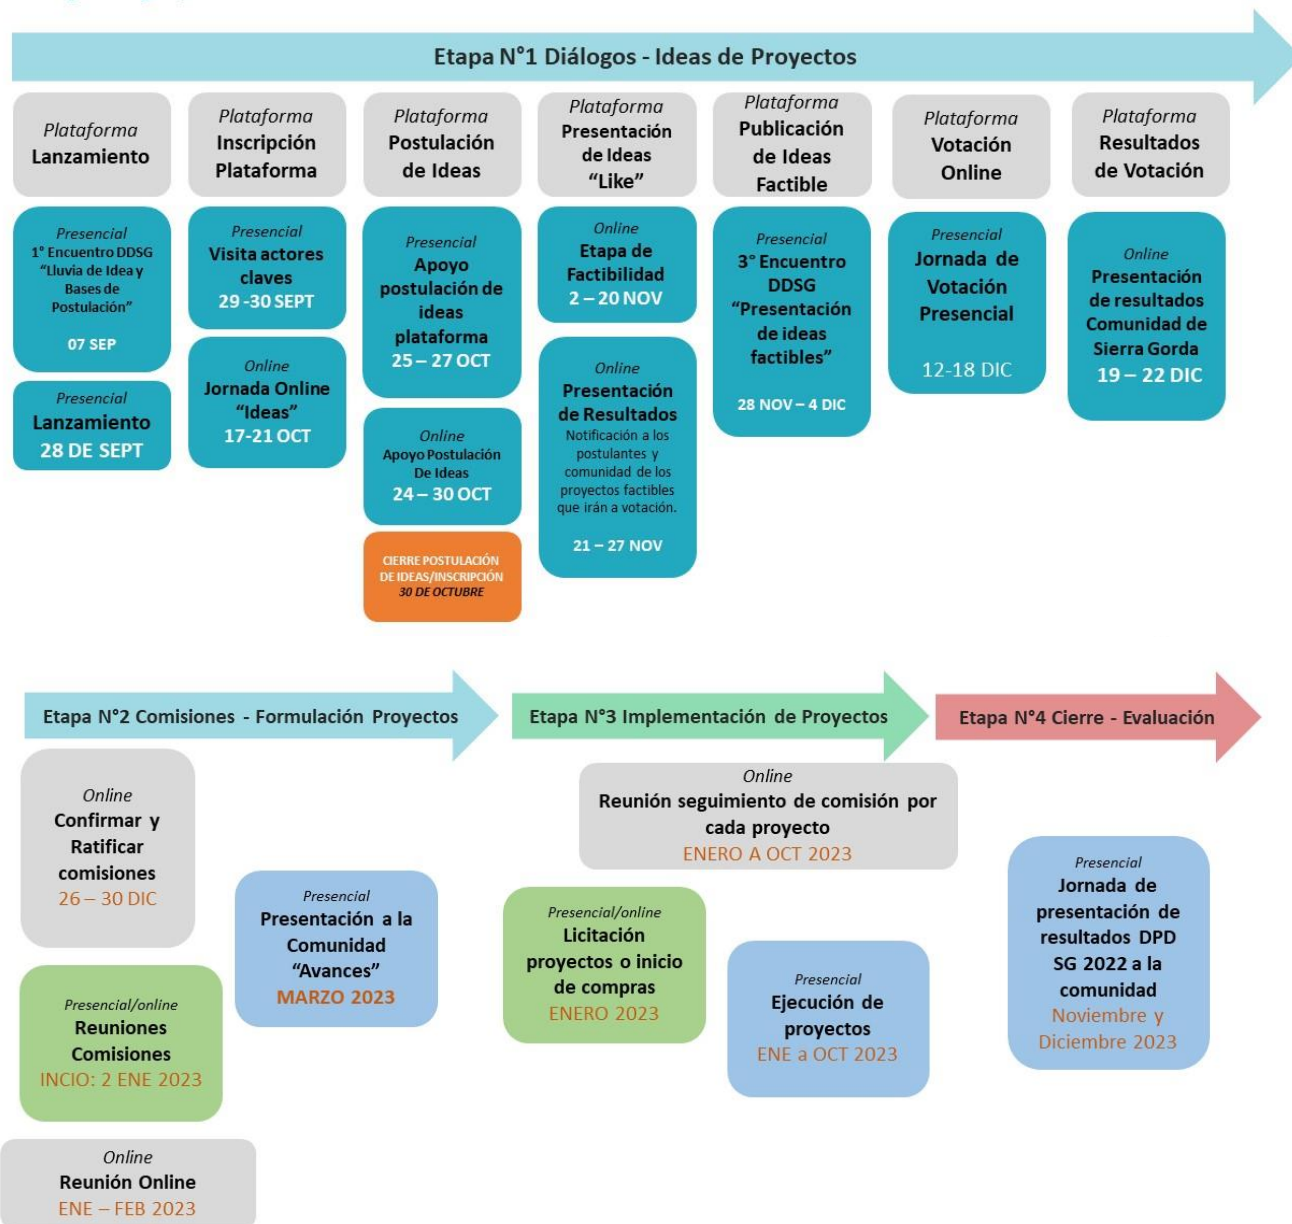 Etapa N°1 Diálogos - Ideas de Proyectos
Plataforma
Lanzamiento
Plataforma
Inscripción
Plataforma
Plataforma
Postulación
de Ideas
Plataforma
Presentación
de Ideas
“Like”
Plataforma
Publicación
de Ideas
Factible
Plataforma
Votación
Online
Plataforma
Resultados
de Votación
Presencial
1° Encuentro DDSG
“Lluvia de Idea y
Bases de
Postulación”
07 SEP
Presencial
Lanzamiento
28 DE SEPT
Presencial
Visita actores
claves
29 -30 SEPT
Online
Jornada Online
“Ideas”
17-21 OCT
Presencial
Apoyo
postulación de
ideas
plataforma
25 – 27 OCT
Online
Apoyo Postulación
De Ideas
24 – 30 OCT
CIERRE POSTULACIÓN
DE IDEAS/INSCRIPCIÓN
30 DE OCTUBRE
Online
Etapa de
Factibilidad
2 – 20 NOV
Online
Presentación
de Resultados
Notificación a los
postulantes y
comunidad de los
proyectos factibles
que irán a votación.
21 – 27 NOV
Presencial
3° Encuentro
DDSG
“Presentación
de ideas
factibles”
28 NOV – 4 DIC
Presencial
Jornada de
Votación
Presencial
12-18 DIC
Online
Presentación
de resultados
Comunidad de
Sierra Gorda
19 – 22 DIC
Etapa N°2 Comisiones - Formulación Proyectos
Online
Confirmar y
Ratificar
comisiones
26 – 30 DIC
Presencial/online
Reuniones
Comisiones
INCIO: 2 ENE 2023
Online
Reunión Online
ENE – FEB 2023
Presencial
Presentación a la
Comunidad
“Avances”
MARZO 2023
Etapa N°3 Implementación de Proyectos
Online
Reunión seguimiento de comisión por
cada proyecto
ENERO A OCT 2023
Presencial/online
Licitación
proyectos o inicio
de compras
ENERO 2023
Presencial
Ejecución de
proyectos
ENE a OCT 2023
Etapa N°4 Cierre - Evaluación
Presencial
Jornada de
presentación de
resultados DPD
SG 2022 a la
comunidad
Noviembre y
Diciembre 2023